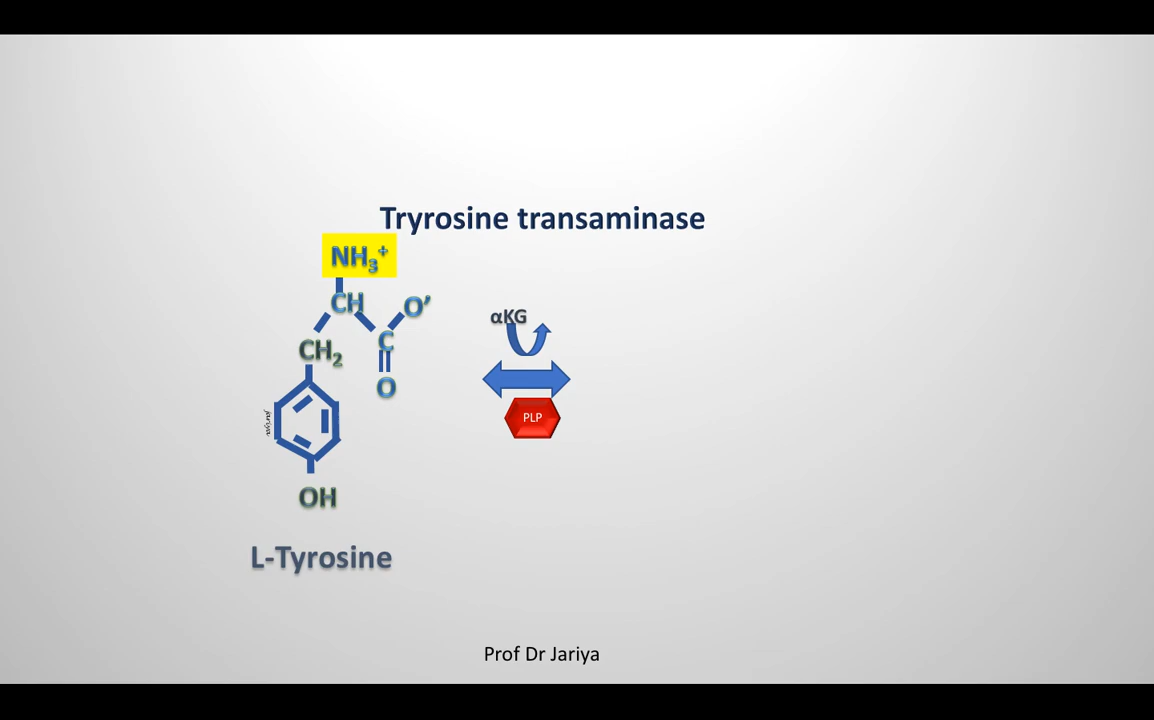 Tryrosine transaminase
NH₃⁺
CH
O’
αKG
C
CH₂
O
PLP
OH
L-Tyrosine
Prof Dr Jariya